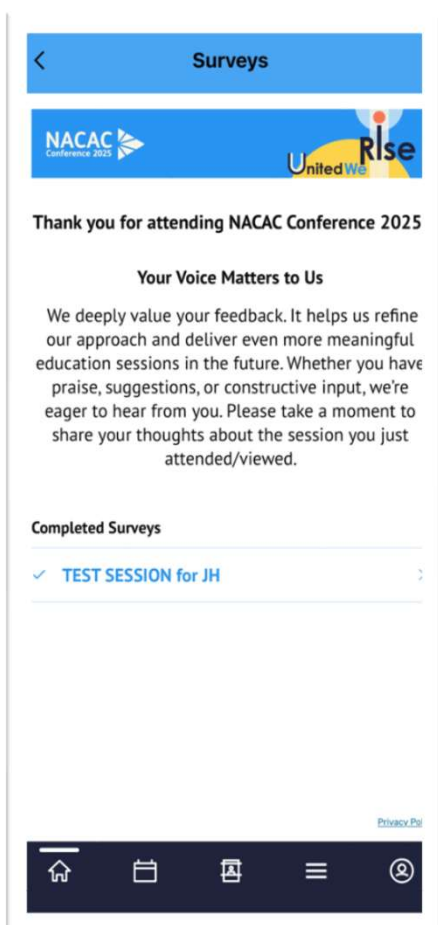 Surveys
NACAC
Conference 2025
United We RIse
Thank you for attending NACAC Conference 2025
Your Voice Matters to Us
We deeply value your feedback. It helps us refine
our approach and deliver even more meaningful
education sessions in the future. Whether you have
praise, suggestions, or constructive input, we're
eager to hear from you. Please take a moment to
share your thoughts about the session you just
attended/viewed.
Completed Surveys
TEST SESSION for JH
Privacy Pol